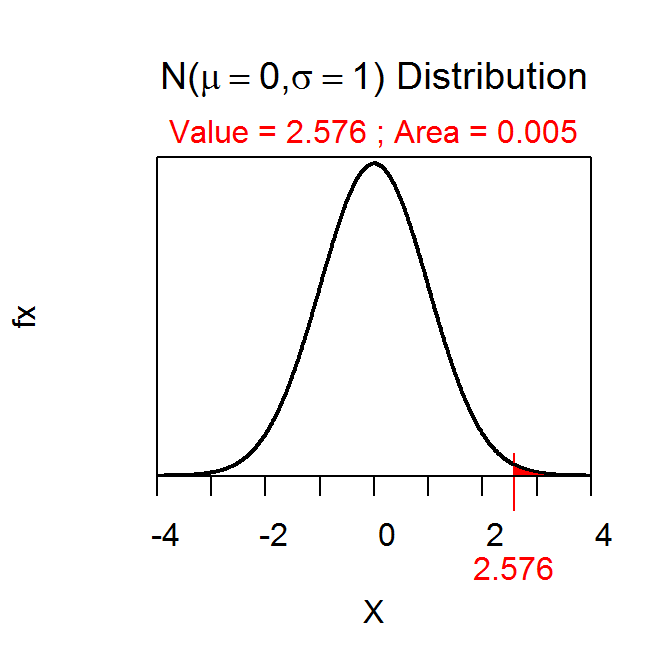 N(μ = 0,σ = 1) Distribution
Value = 2.576 ; Area = 0.005
fx
-4 -2 0 2 4
2.576
X